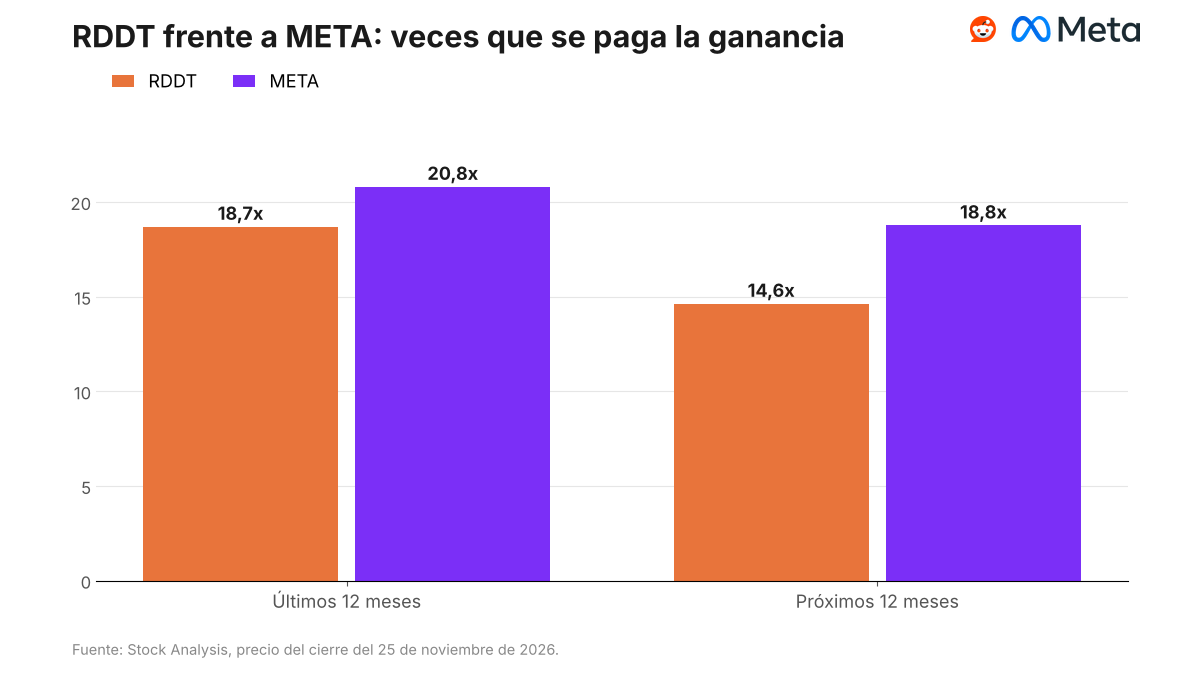 RDDT frente a META: veces que se paga la ganancia
Meta
RDDT META
20,8x
18,7x
18,8x
14,6x
20
15
10
5
0
Últimos 12 meses
Próximos 12 meses
Fuente: Stock Analysis, precio del cierre del 25 de noviembre de 2026.